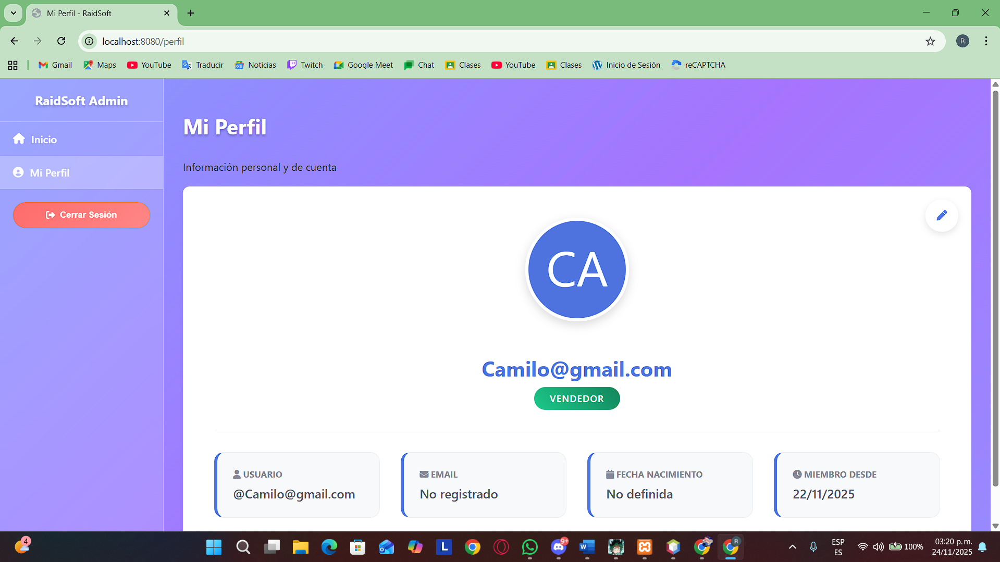 Mi Perfil - RaidSoft
localhost:8080/perfil
R
Gmail
Maps
YouTube
Traducir
Noticias
Twitch
Google Meet
Chat
Clases
YouTube
Clases
Inicio de Sesión
reCAPTCHA
RaidSoft Admin
Inicio
Mi Perfil
Cerrar Sesión
Mi Perfil
Información personal y de cuenta
CA
Camilo@gmail.com
VENDEDOR
USUARIO
@Camilo@gmail.com
EMAIL
No registrado
FECHA NACIMIENTO
No definida
MIEMBRO DESDE
22/11/2025
4
L
9+
W
R
ESP
ES
100%
03:20 p. m.
24/11/2025